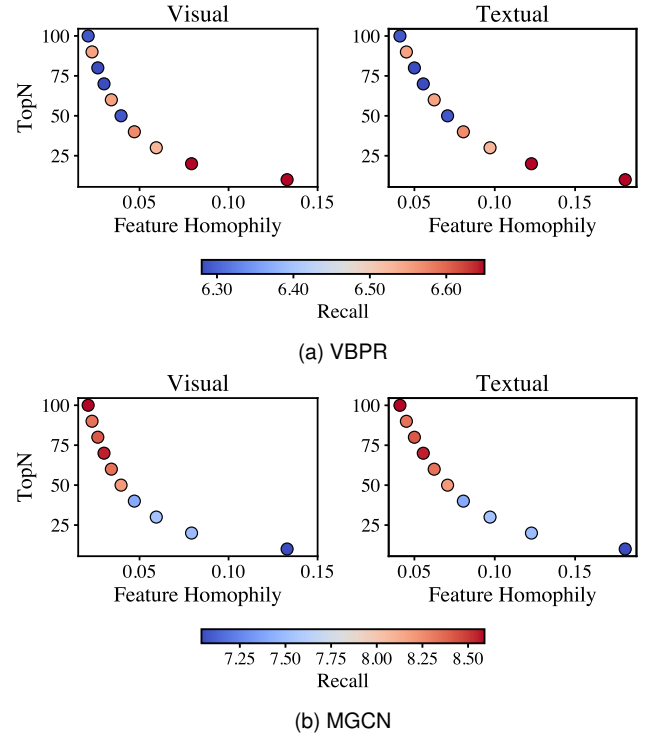 Visual Textual
100 100
75 75
TopN
50 50
25 25
0.05 0.10 0.15 0.05 0.10 0.15
Feature Homophily Feature Homophily
6.30 6.40 6.50 6.60
Recall
(a) VBPR
Visual Textual
100 100
75 75
TopN
50 50
25 25
0.05 0.10 0.15 0.05 0.10 0.15
Feature Homophily Feature Homophily
7.25 7.50 7.75 8.00 8.25 8.50
Recall
(b) MGCN